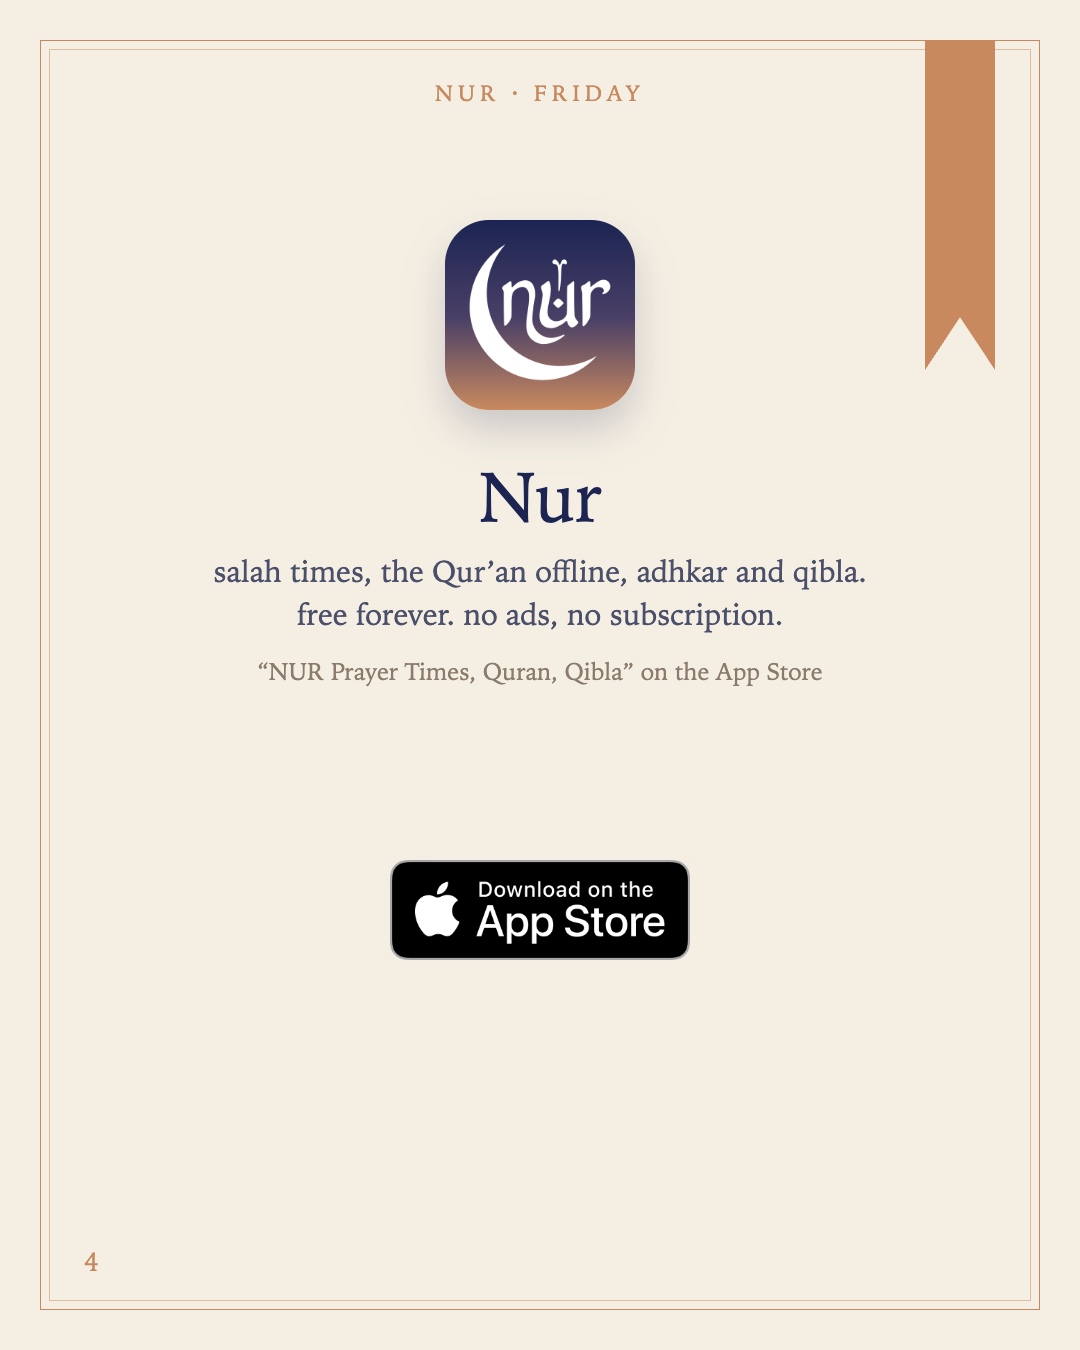 NUR · FRIDAY
nur
Nur
salah times, the Qur’an offline, adhkar and qibla.
free forever. no ads, no subscription.
“NUR Prayer Times, Quran, Qibla” on the App Store
Download on the
App Store
4